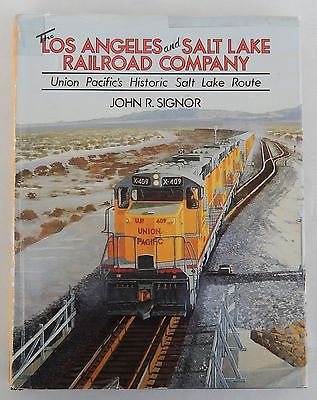 The
LOS ANGELES and SALT LAKE
RAILROAD COMPANY
Union Pacific's Historic Salt Lake Route
JOHN R. SIGNOR
X-409 X-409
U.P. 409
UNION
PACIFIC